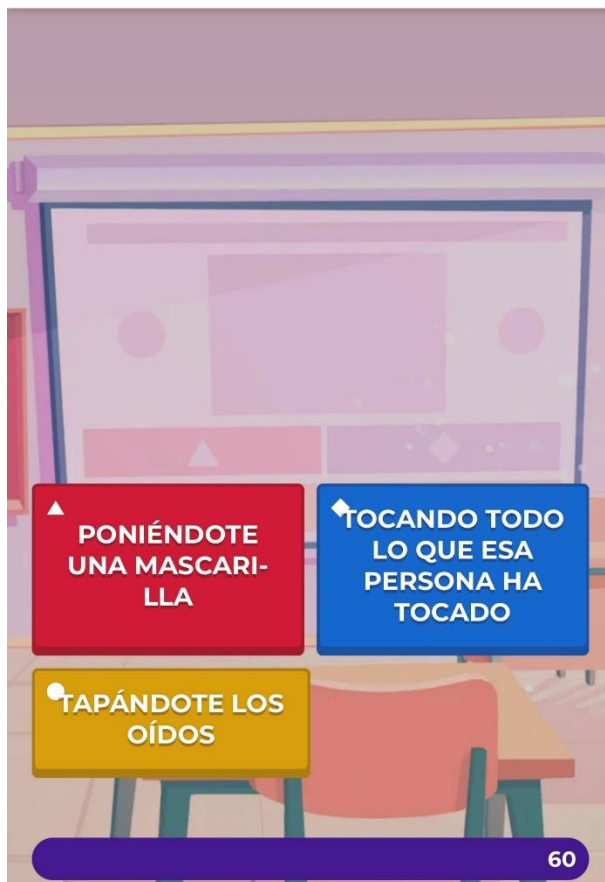 PONIÉNDOTE
UNA MASCARI-
LLA
TOCANDO TODO
LO QUE ESA
PERSONA HA
TOCADO
TAPÁNDOTE LOS
OÍDOS
60